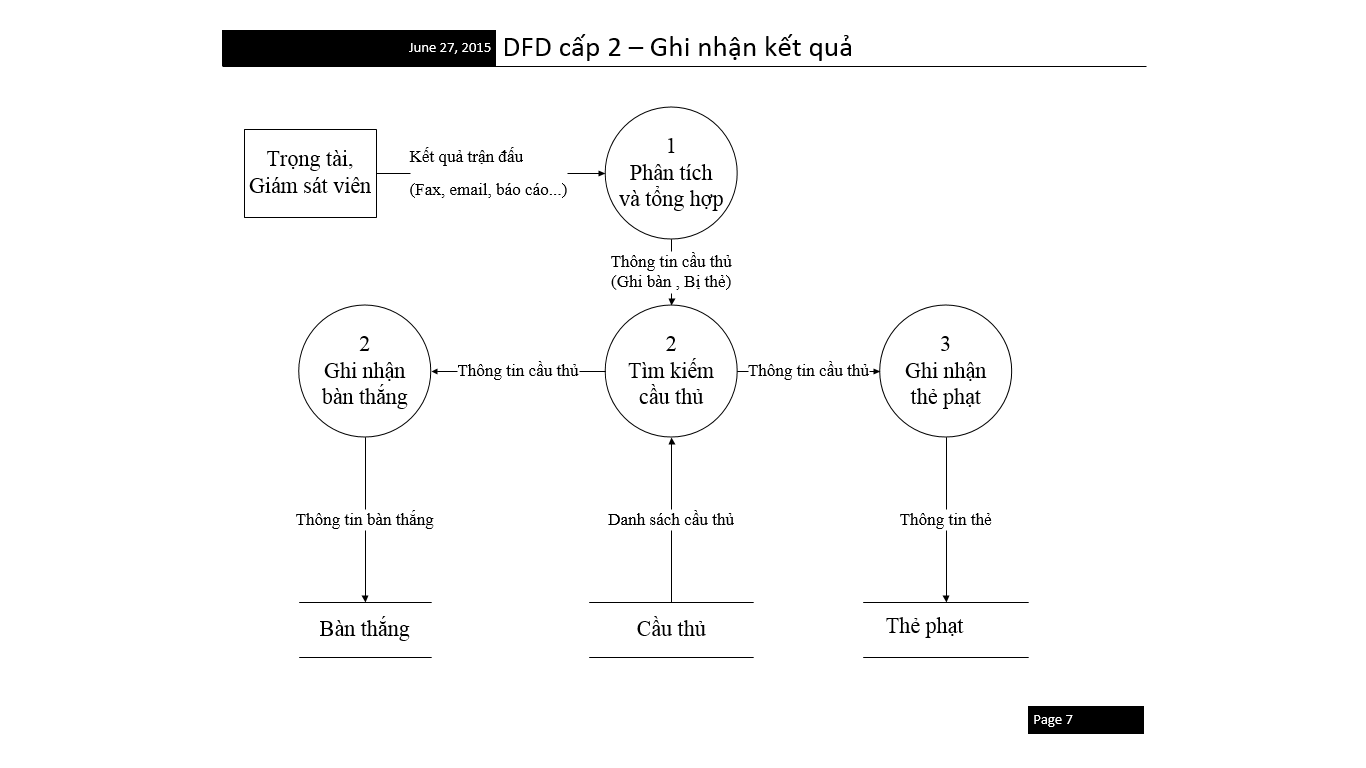 June 27, 2015
DFD cấp 2 – Ghi nhận kết quả
Trọng tài,
Giám sát viên
Kết quả trận đấu
(Fax, email, báo cáo...)
1
Phân tích
và tổng hợp
Thông tin cầu thủ
(Ghi bàn , Bị thẻ)
2
Ghi nhận
bàn thắng
Thông tin cầu thủ
2
Tìm kiếm
cầu thủ
Thông tin cầu thủ
3
Ghi nhận
thẻ phạt
Thông tin bàn thắng
Danh sách cầu thủ
Thông tin thẻ
Bàn thắng
Cầu thủ
Thẻ phạt
Page 7